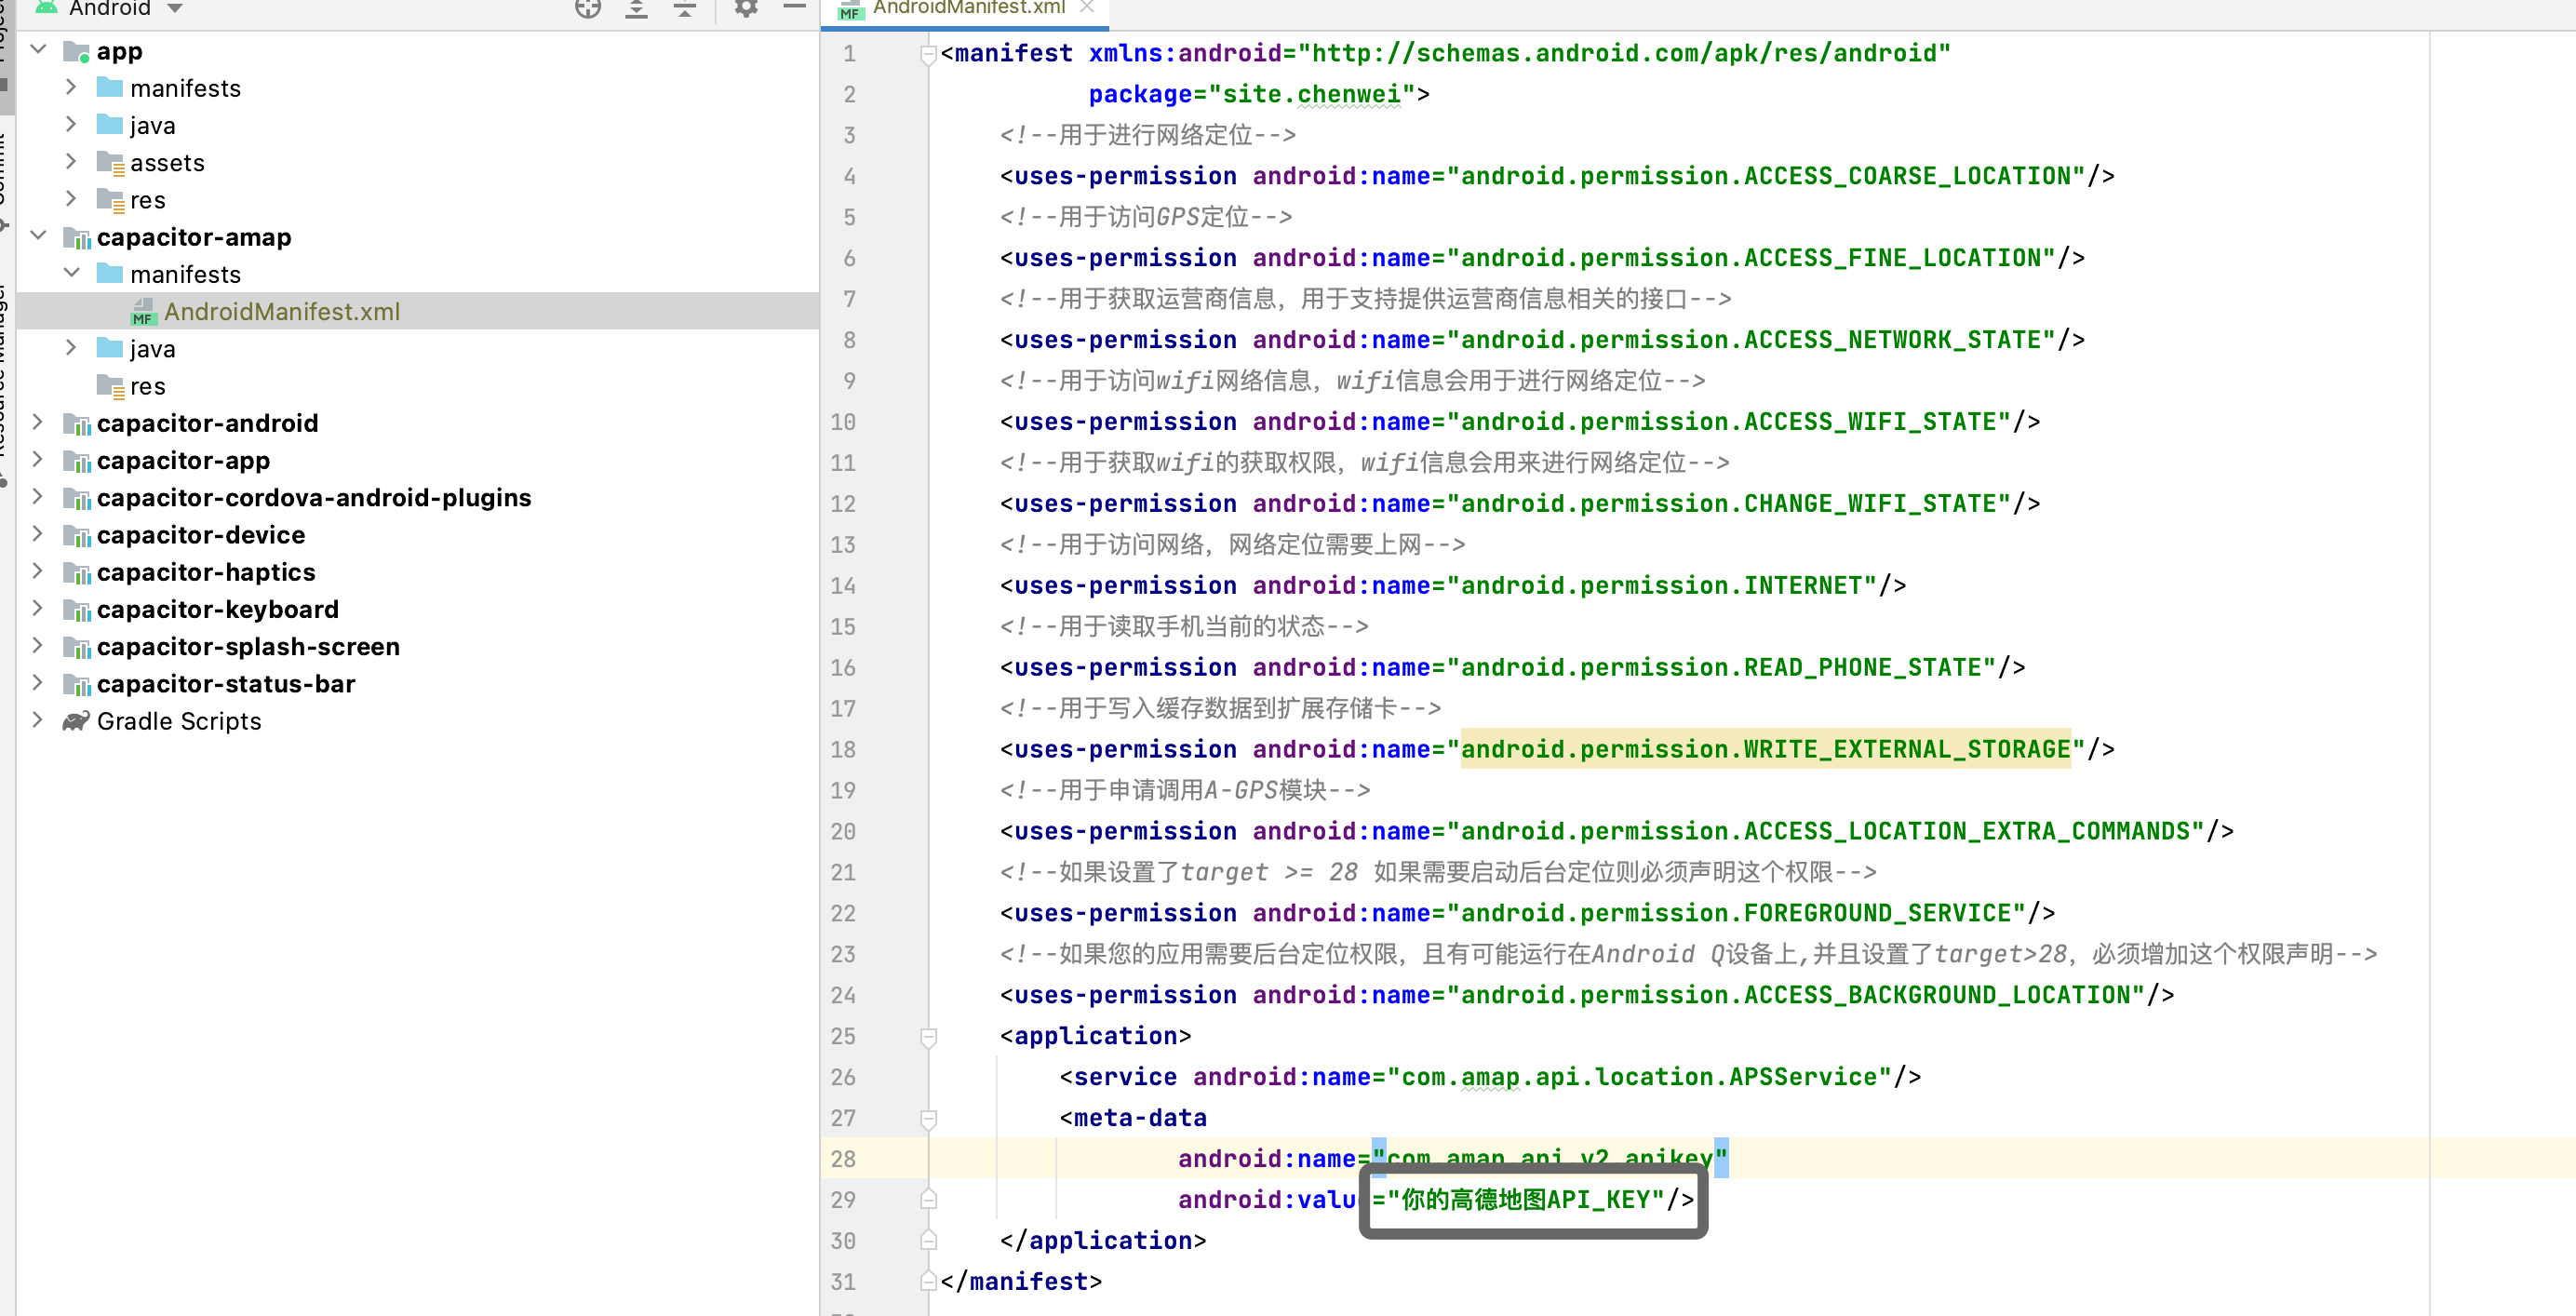 Android
AndroidManifest.xml
app
manifests
java
assets
res
capacitor-amap
manifests
MF AndroidManifest.xml
java
res
capacitor-android
capacitor-app
capacitor-cordova-android-plugins
capacitor-device
capacitor-haptics
capacitor-keyboard
capacitor-splash-screen
capacitor-status-bar
Gradle Scripts
1 <manifest xmlns:android="http://schemas.android.com/apk/res/android"
2 package="site.chenwei">
3 <!--用于进行网络定位-->
4 <uses-permission android:name="android.permission.ACCESS_COARSE_LOCATION"/>
5 <!--用于访问GPS定位-->
6 <uses-permission android:name="android.permission.ACCESS_FINE_LOCATION"/>
7 <!--用于获取运营商信息，用于支持提供运营商信息相关的接口-->
8 <uses-permission android:name="android.permission.ACCESS_NETWORK_STATE"/>
9 <!--用于访问wifi网络信息，wifi信息会用于进行网络定位-->
10 <uses-permission android:name="android.permission.ACCESS_WIFI_STATE"/>
11 <!--用于获取wifi的获取权限，wifi信息会用来进行网络定位-->
12 <uses-permission android:name="android.permission.CHANGE_WIFI_STATE"/>
13 <!--用于访问网络，网络定位需要上网-->
14 <uses-permission android:name="android.permission.INTERNET"/>
15 <!--用于读取手机当前的状态-->
16 <uses-permission android:name="android.permission.READ_PHONE_STATE"/>
17 <!--用于写入缓存数据到扩展存储卡-->
18 <uses-permission android:name="android.permission.WRITE_EXTERNAL_STORAGE"/>
19 <!--用于申请调用A-GPS模块-->
20 <uses-permission android:name="android.permission.ACCESS_LOCATION_EXTRA_COMMANDS"/>
21 <!--如果设置了target >= 28 如果需要启动后台定位则必须声明这个权限-->
22 <uses-permission android:name="android.permission.FOREGROUND_SERVICE"/>
23 <!--如果您的应用需要后台定位权限，且有可能运行在Android Q设备上,并且设置了target>28，必须增加这个权限声明-->
24 <uses-permission android:name="android.permission.ACCESS_BACKGROUND_LOCATION"/>
25 <application>
26 <service android:name="com.amap.api.location.APSService"/>
27 <meta-data
28 android:name="com.amap.api.v2.apikey"
29 android:valu="你的高德地图API_KEY"/>
30 </application>
31 </manifest>